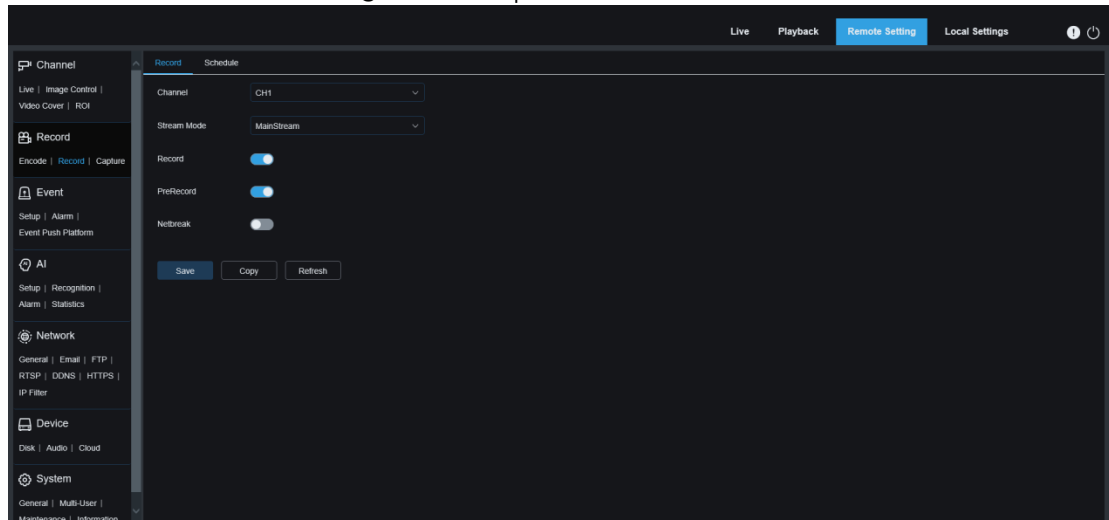 Live Playback Remote Setting Local Settings
Channel
Live | Image Control |
Video Cover | ROI
Record
Encode | Record | Capture
Event
Setup | Alarm |
Event Push Platform
AI
Setup | Recognition |
Alarm | Statistics
Network
General | Email | FTP |
RTSP | DDNS | HTTPS |
IP Filter
Device
Disk | Audio | Cloud
System
General | Multi-User |
Maintenance | Information
Record Schedule
Channel CH1
Stream Mode MainStream
Record
PreRecord
Netbreak
Save Copy Refresh